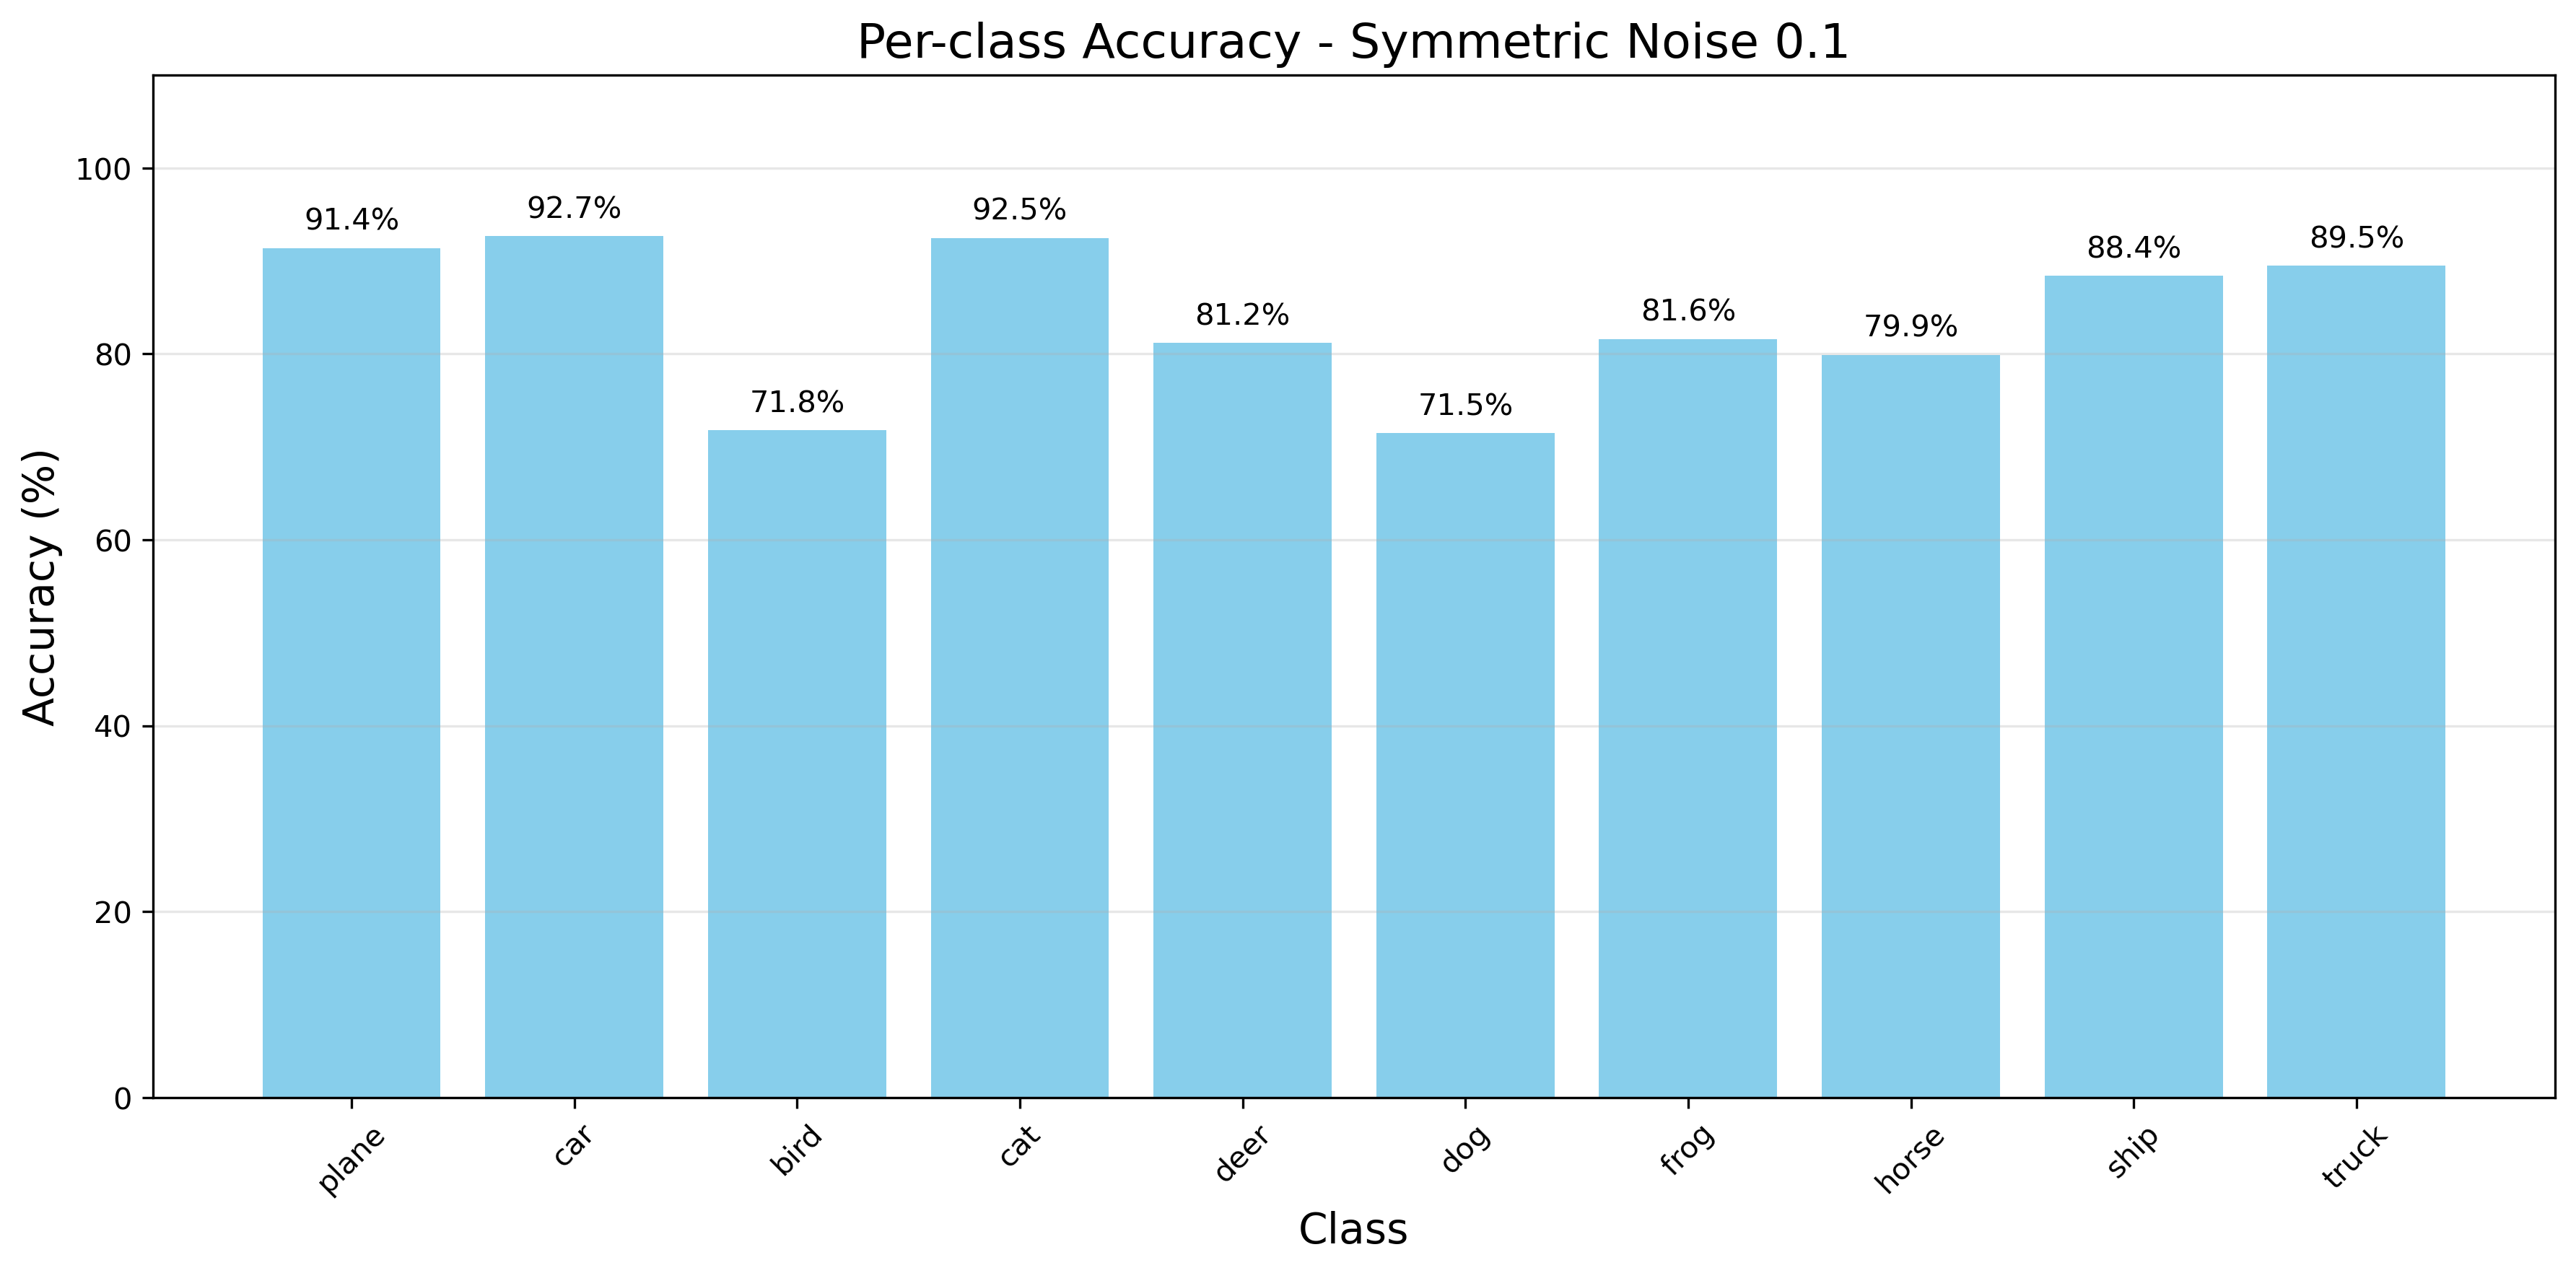 Per-class Accuracy - Symmetric Noise 0.1
Accuracy (%)
100
80
60
40
20
0
91.4%
92.7%
71.8%
92.5%
81.2%
71.5%
81.6%
79.9%
88.4%
89.5%
plane
car
bird
cat
deer
dog
frog
horse
ship
truck
Class